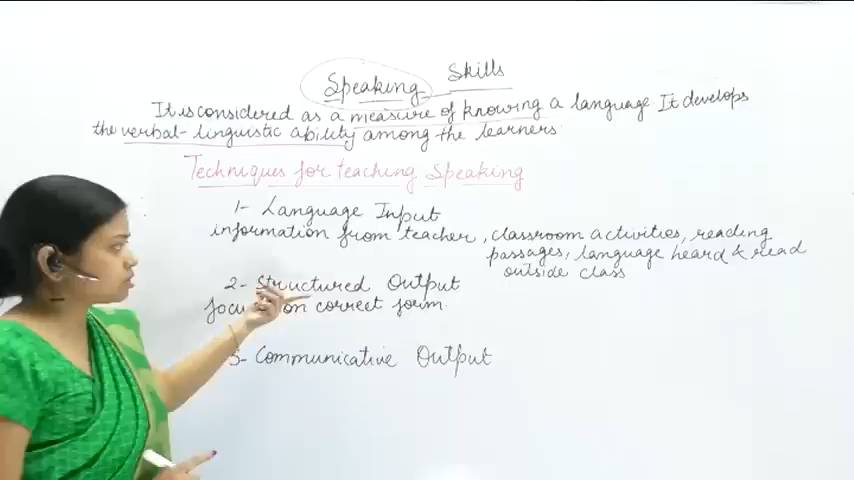 Speaking Skills
It is considered as a measure of knowing a language It develops
the verbal-linguistic ability among the learners
Techniques for teaching Speaking
1- Language Input
information from teacher, classroom activities, reading
passages, language heard & read
outside class
2- Structured Output
on correct form
3- Communicative Output